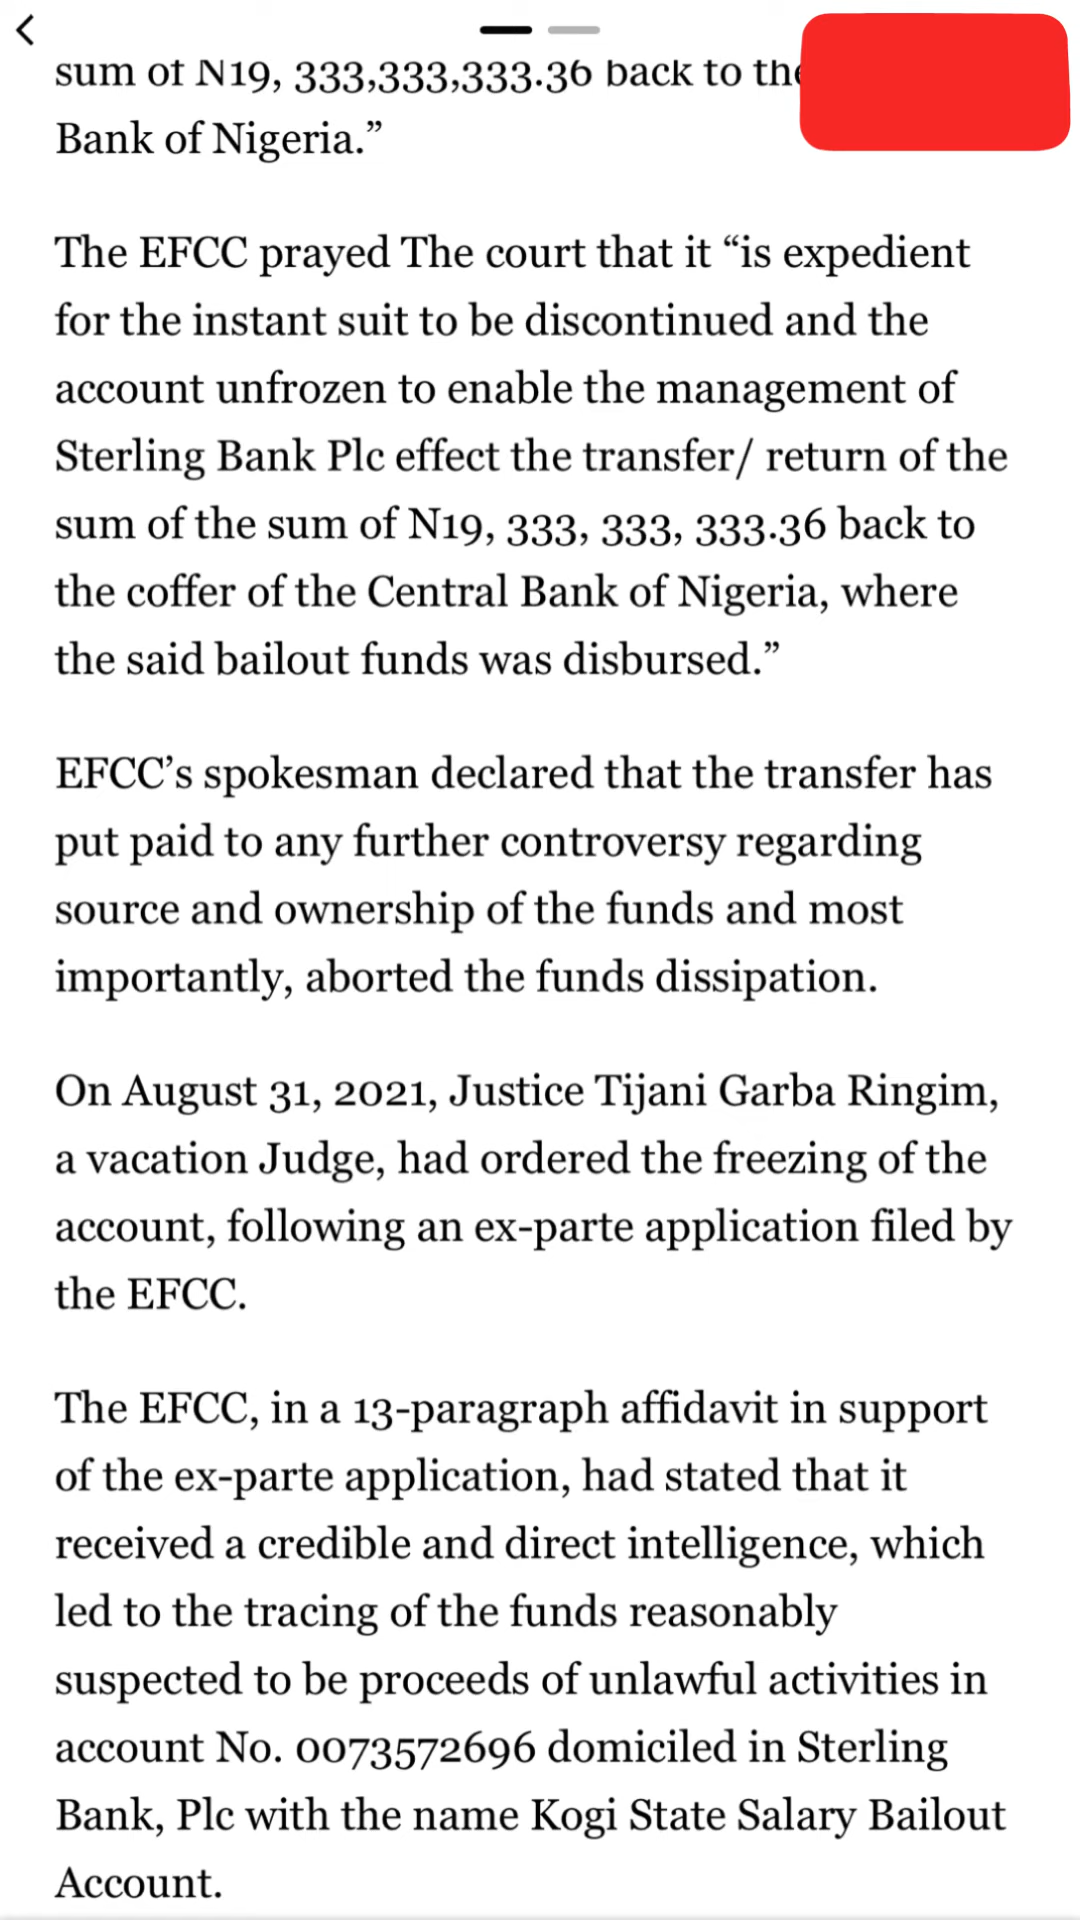 sum of N19, 333,333,333.36 back to the
Bank of Nigeria.”
The EFCC prayed The court that it “is expedient
for the instant suit to be discontinued and the
account unfrozen to enable the management of
Sterling Bank Plc effect the transfer/ return of the
sum of the sum of N19, 333, 333, 333.36 back to
the coffer of the Central Bank of Nigeria, where
the said bailout funds was disbursed.”
EFCC’s spokesman declared that the transfer has
put paid to any further controversy regarding
source and ownership of the funds and most
importantly, aborted the funds dissipation.
On August 31, 2021, Justice Tijani Garba Ringim,
a vacation Judge, had ordered the freezing of the
account, following an ex-parte application filed by
the EFCC.
The EFCC, in a 13-paragraph affidavit in support
of the ex-parte application, had stated that it
received a credible and direct intelligence, which
led to the tracing of the funds reasonably
suspected to be proceeds of unlawful activities in
account No. 0073572696 domiciled in Sterling
Bank, Plc with the name Kogi State Salary Bailout
Account.